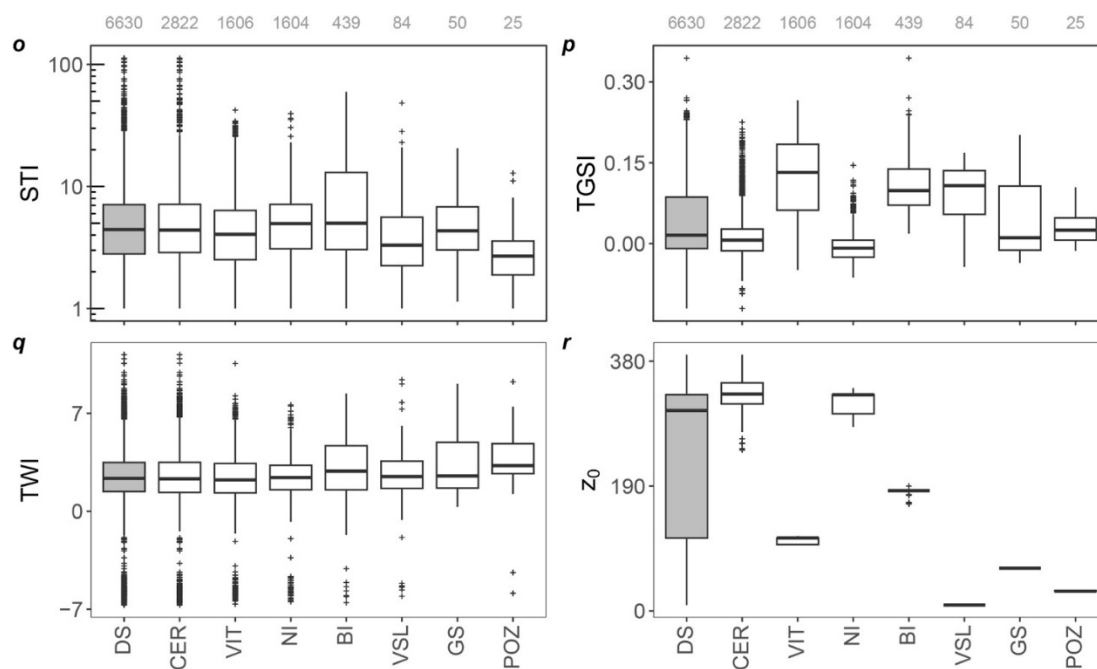 6630 2822 1606 1604 439 84 50 25
6630 2822 1606 1604 439 84 50 25
o
STI
100
10
1
p
TGSI
0.30
0.15
0.00
q
TWI
7
0
−7
DS CER VIT NI BI VSL GS POZ
r
z0
380
190
0
DS CER VIT NI BI VSL GS POZ